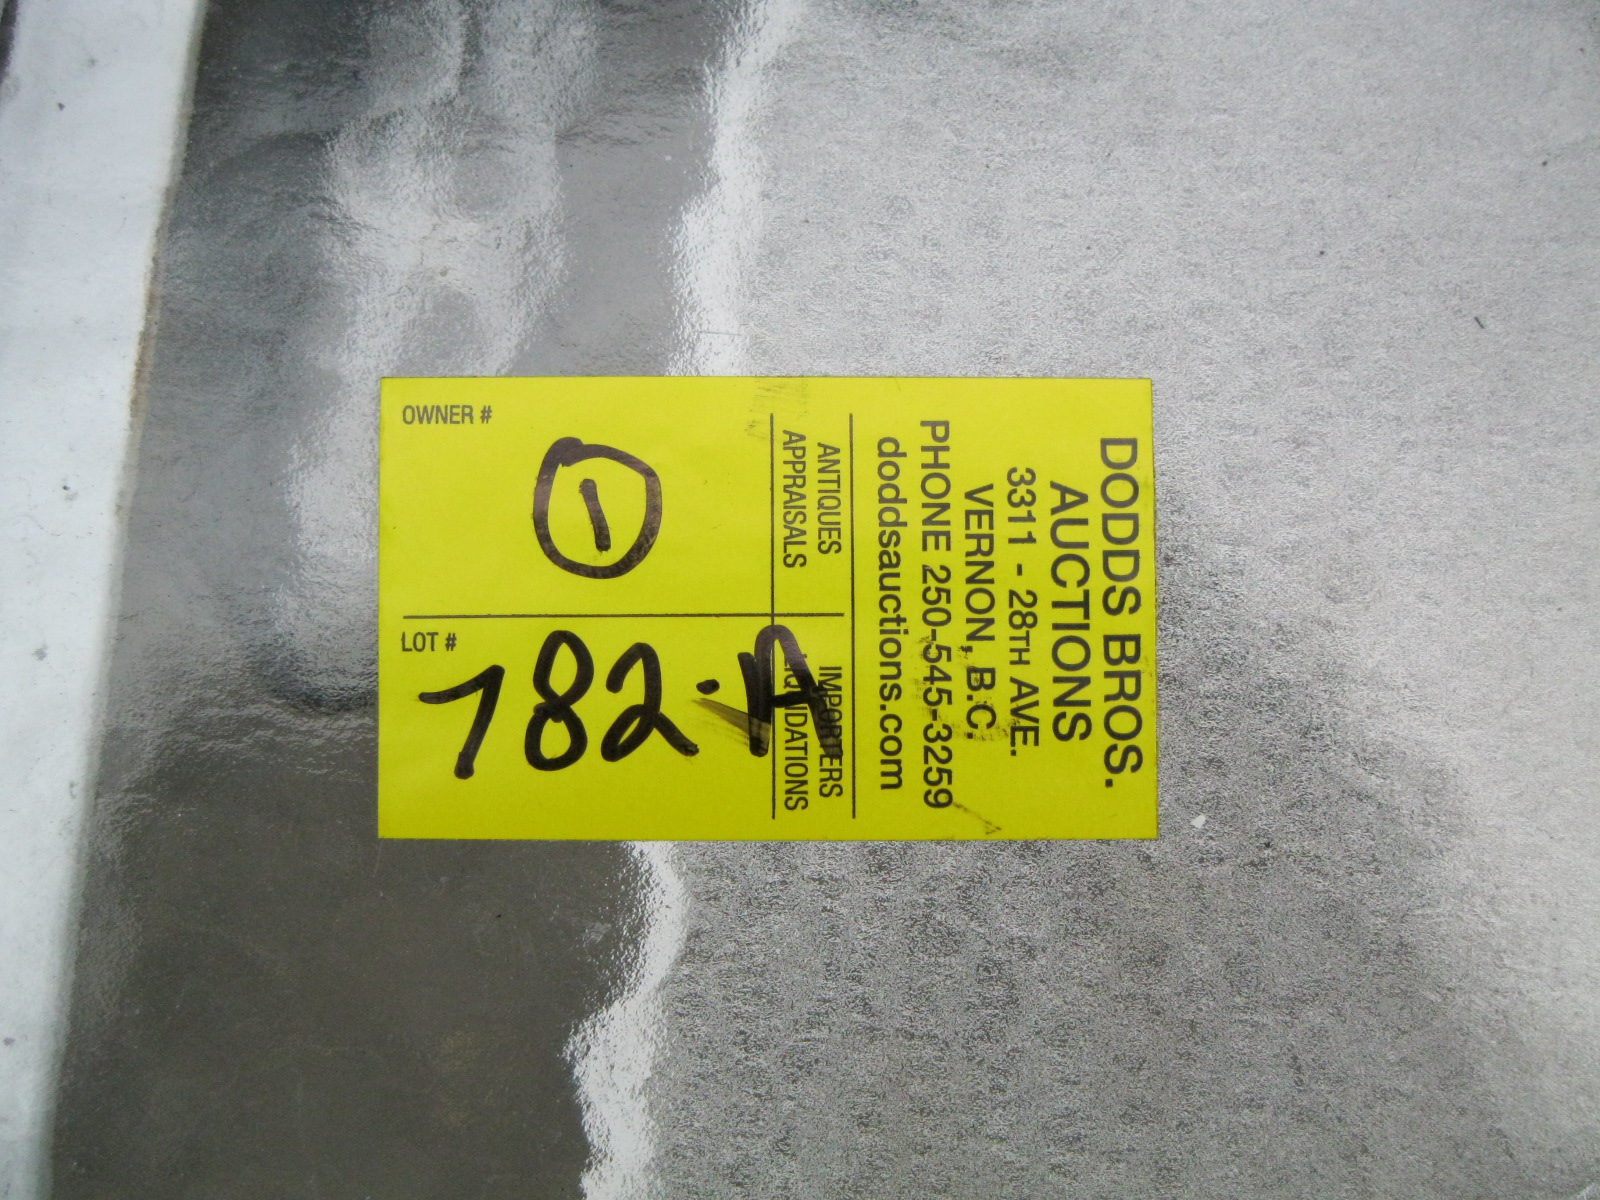 DODDS BROS.
AUCTIONS
3311 - 28TH AVE.
VERNON, B.C.
PHONE 250-545-3259
doddsauctions.com
ANTIQUES
APPRAISALS
IMPORTERS
LIQUIDATIONS
OWNER #
1
LOT #
782·A